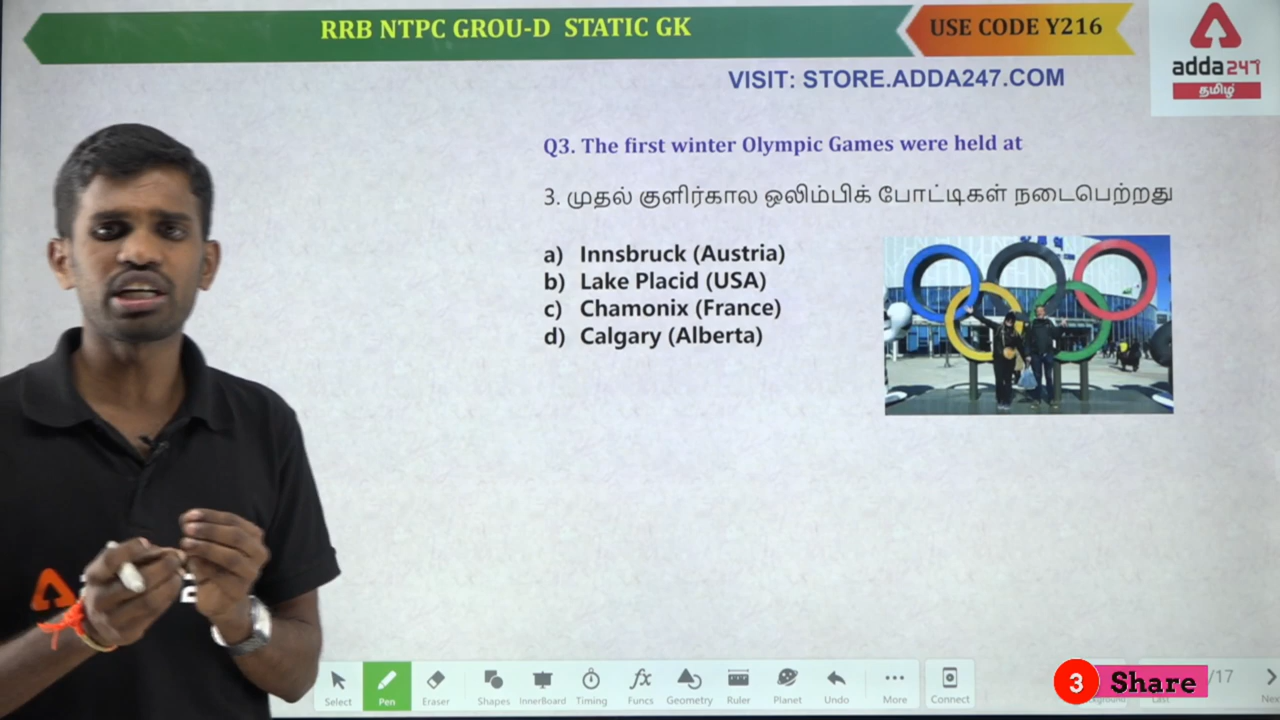 RRB NTPC GROU-D STATIC GK
USE CODE Y216
adda247
தமிழ்
VISIT: STORE.ADDA247.COM
Q3. The first winter Olympic Games were held at
3. முதல் குளிர்கால ஒலிம்பிக் போட்டிகள் நடைபெற்றது
a) Innsbruck (Austria)
b) Lake Placid (USA)
c) Chamonix (France)
d) Calgary (Alberta)
Select
Pen
Eraser
Shapes
InnerBoard
Timing
fx
Funcs
Geometry
Ruler
Planet
Undo
More
Connect
3 Share
/17